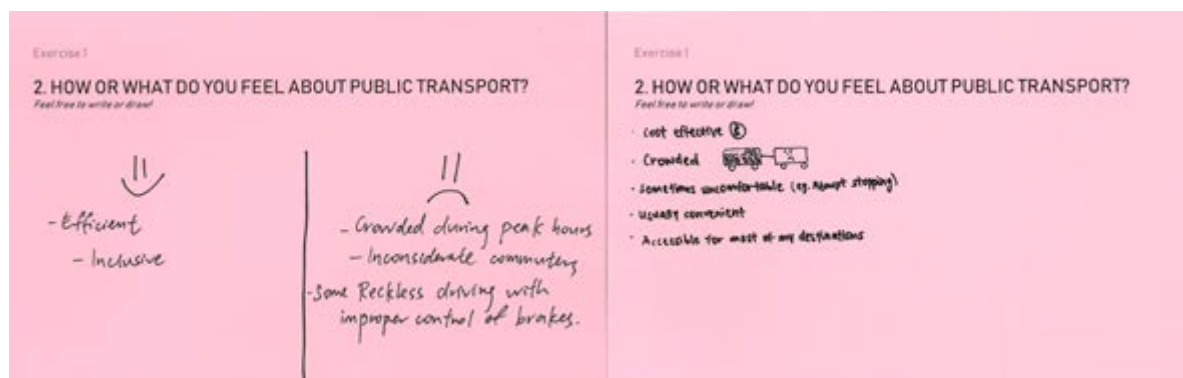 Exercise 1
2. HOW OR WHAT DO YOU FEEL ABOUT PUBLIC TRANSPORT?
Feel free to write or draw!
- Efficient
- Inclusive
- Crowded during peak hours
- Inconsiderate commuters
- Some Reckless driving with
improper control of brakes.
Exercise 1
2. HOW OR WHAT DO YOU FEEL ABOUT PUBLIC TRANSPORT?
Feel free to write or draw!
· Cost effective $
· Crowded
· Sometimes uncomfortable (eg. Abrupt stopping)
· Usually convenient
· Accessible for most of my destinations